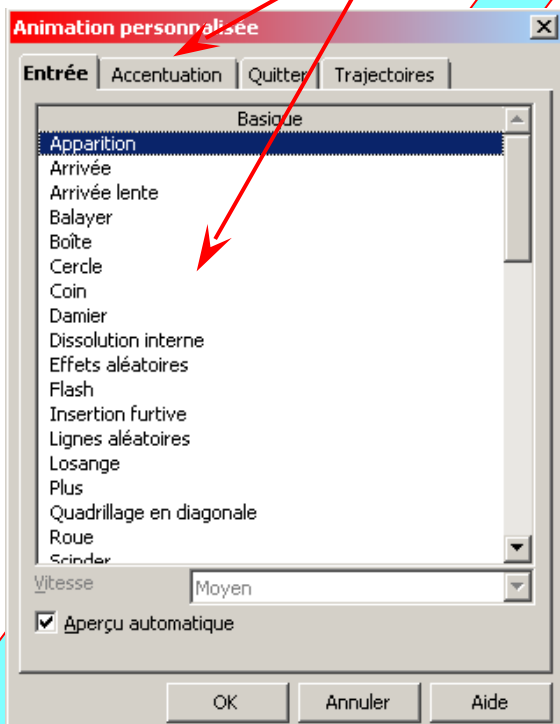 Animation personnalisée
Entrée Accentuation Quitter Trajectoires
Basique
Apparition
Arrivée
Arrivée lente
Balayer
Boîte
Cercle
Coin
Damier
Dissolution interne
Effets aléatoires
Flash
Insertion furtive
Lignes aléatoires
Losange
Plus
Quadrillage en diagonale
Roue
Scinder
Vitesse Moyen
Aperçu automatique
OK Annuler Aide